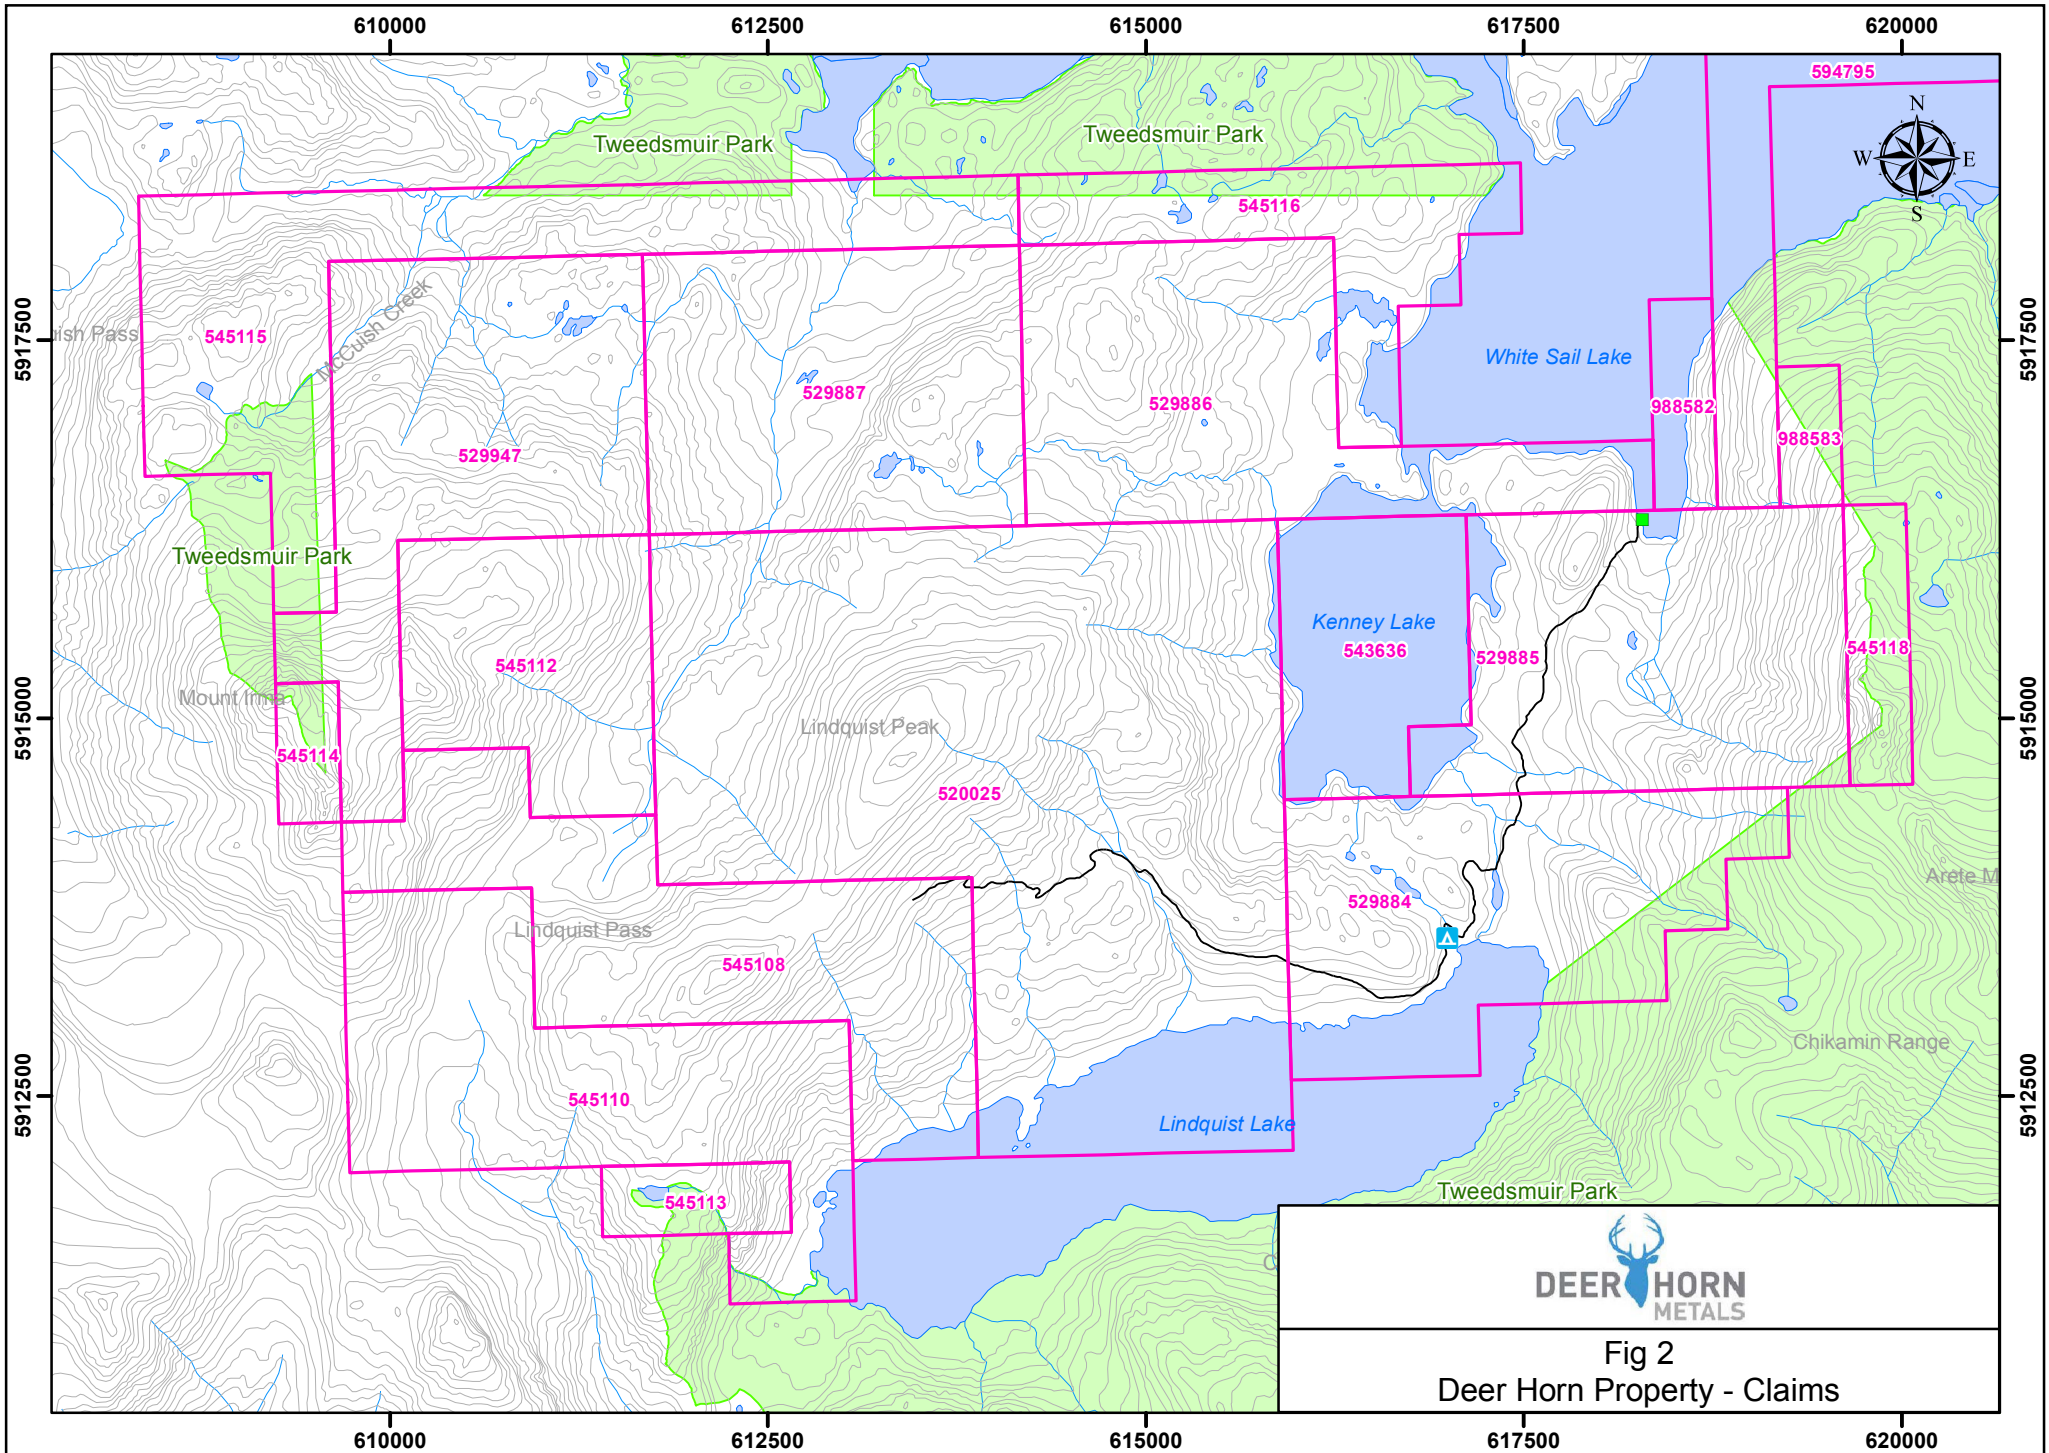 610000
612500
615000
617500
620000
594795
N
W
E
S
Tweedsmuir Park
Tweedsmuir Park
545116
5917500
5917500
McCuish Creek
545115
White Sail Lake
529887
529886
988582
988583
529947
Tweedsmuir Park
Kenney Lake
543636
529885
545118
545112
Mount Irma
545114
Lindquist Peak
5915000
5915000
520025
Arete M
529884
Lindquist Pass
545108
Chikamin Range
545110
5912500
5912500
Lindquist Lake
545113
Tweedsmuir Park
DEER HORN
METALS
Fig 2
Deer Horn Property - Claims
610000
612500
615000
617500
620000